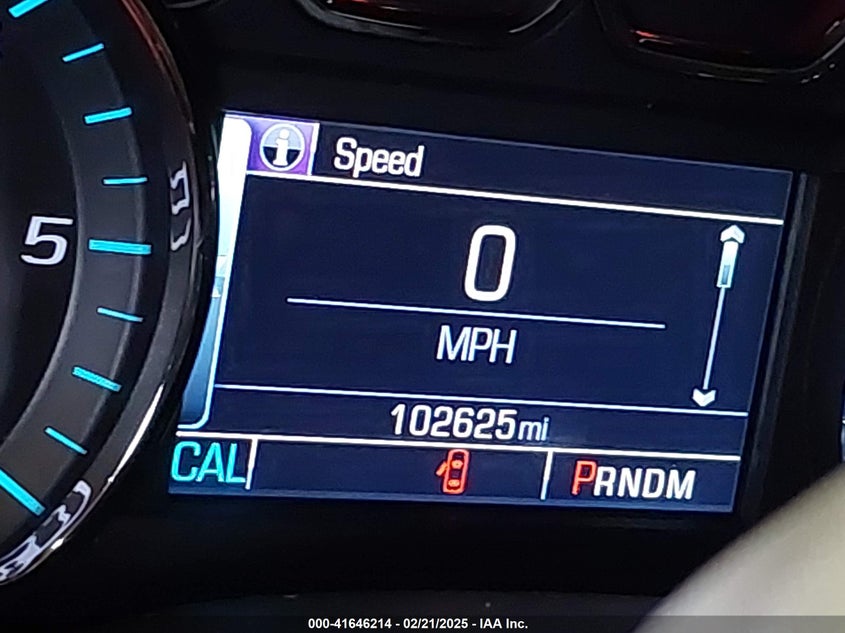 Speed
5
0
MPH
102625mi
CAL
PRNDM
000-41646214 - 02/21/2025 - IAA Inc.